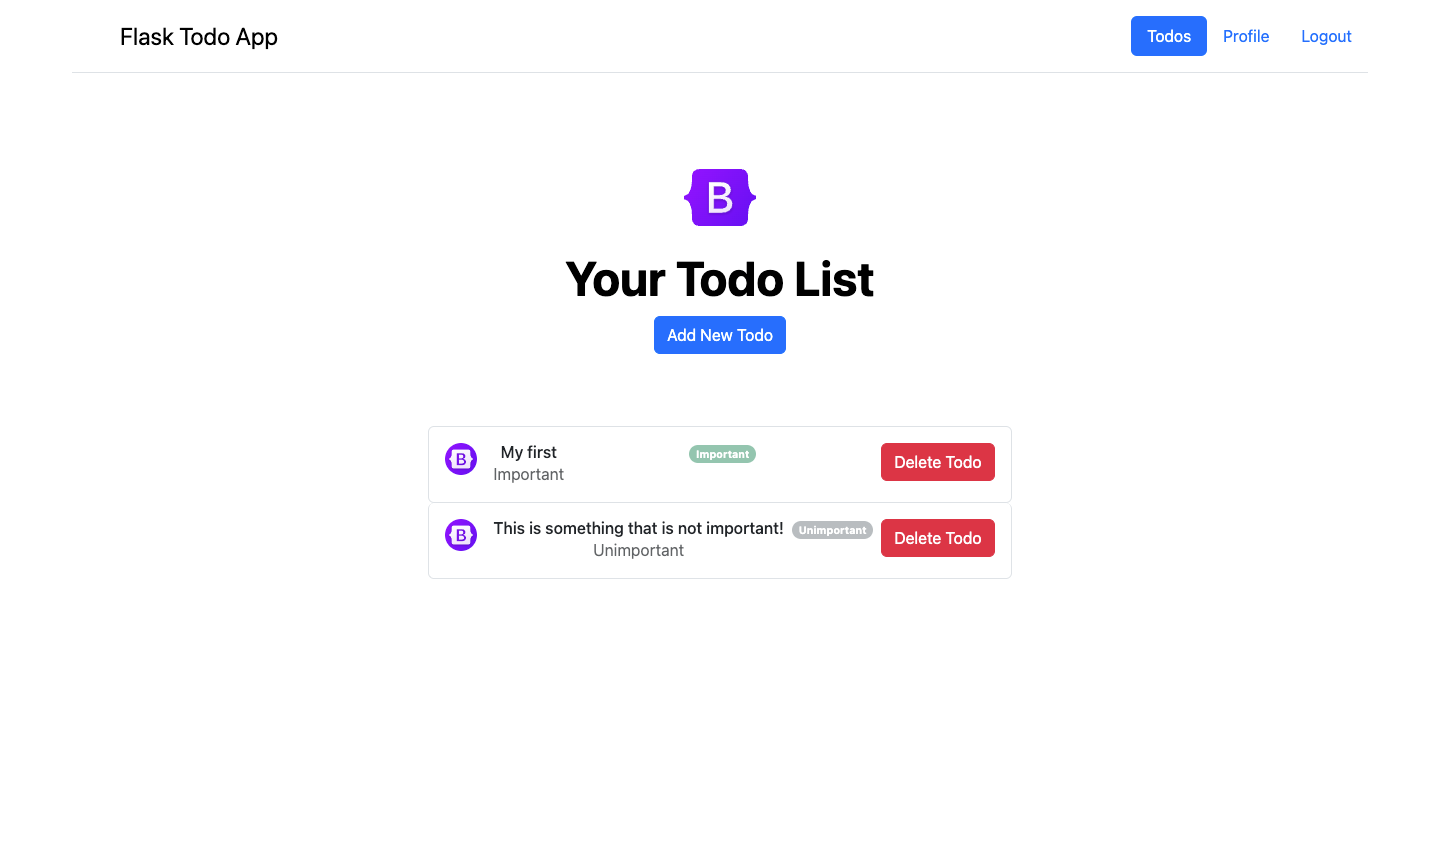 Flask Todo App
Todos Profile Logout
B
Your Todo List
Add New Todo
B My first Important Delete Todo
Important
B This is something that is not important! Unimportant Delete Todo
Unimportant